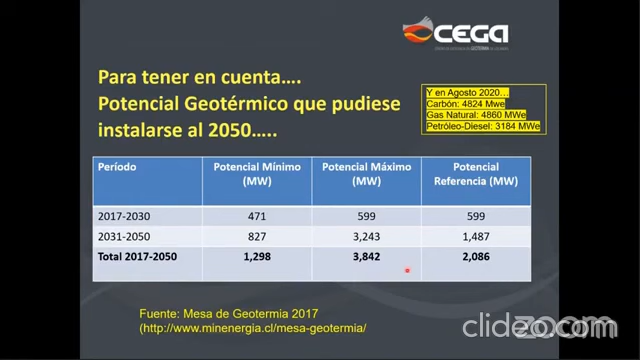 CEGA
Para tener en cuenta....
Potencial Geotérmico que pudiese
instalarse al 2050.....
Y en Agosto 2020...
Carbón: 4824 Mwe
Gas Natural: 4860 MWe
Petróleo-Diesel: 3184 MWe
Período Potencial Mínimo (MW) Potencial Máximo (MW) Potencial Referencia (MW)
2017-2030 471 599 599
2031-2050 827 3,243 1,487
Total 2017-2050 1,298 3,842 2,086
Fuente: Mesa de Geotermia 2017
(http://www.minenergia.cl/mesa-geotermia/
clideo.com
zoom